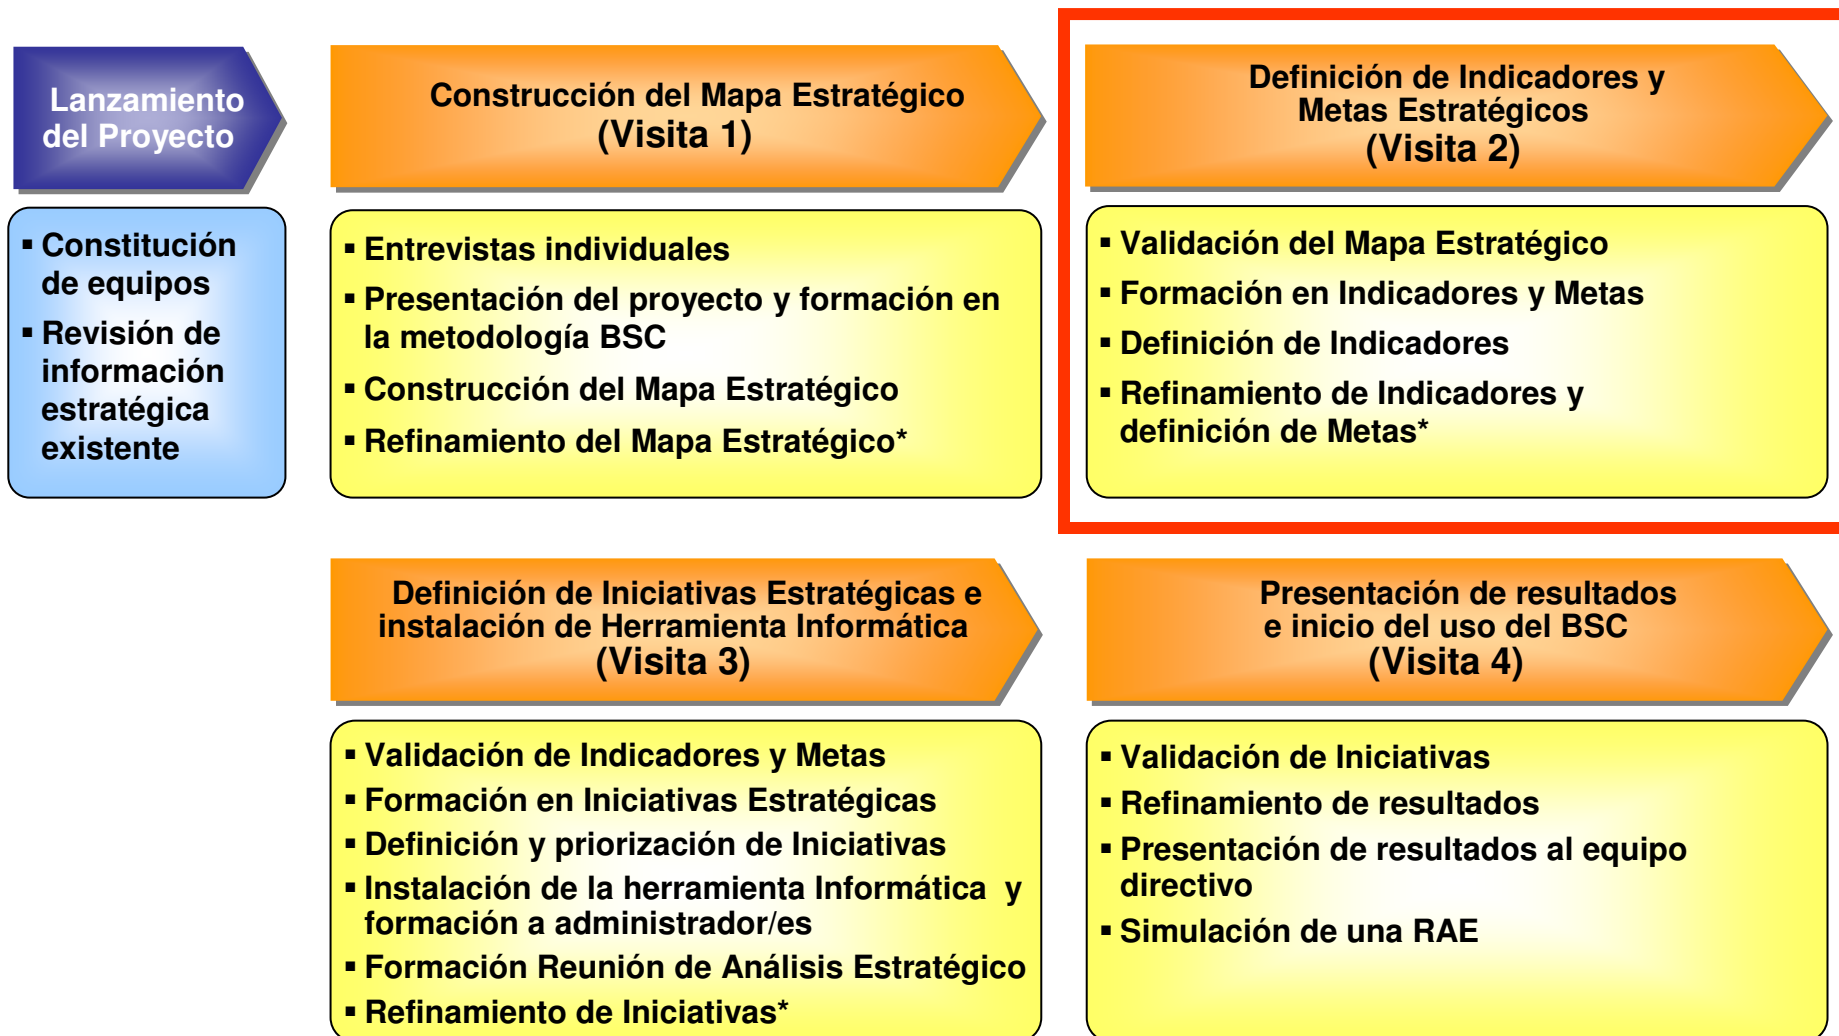 Lanzamiento
del Proyecto
▪ Constitución
de equipos
▪ Revisión de
información
estratégica
existente
Construcción del Mapa Estratégico
(Visita 1)
▪ Entrevistas individuales
▪ Presentación del proyecto y formación en
la metodología BSC
▪ Construcción del Mapa Estratégico
▪ Refinamiento del Mapa Estratégico*
Definición de Indicadores y
Metas Estratégicos
(Visita 2)
▪ Validación del Mapa Estratégico
▪ Formación en Indicadores y Metas
▪ Definición de Indicadores
▪ Refinamiento de Indicadores y
definición de Metas*
Definición de Iniciativas Estratégicas e
instalación de Herramienta Informática
(Visita 3)
▪ Validación de Indicadores y Metas
▪ Formación en Iniciativas Estratégicas
▪ Definición y priorización de Iniciativas
▪ Instalación de la herramienta Informática y
formación a administrador/es
▪ Formación Reunión de Análisis Estratégico
▪ Refinamiento de Iniciativas*
Presentación de resultados
e inicio del uso del BSC
(Visita 4)
▪ Validación de Iniciativas
▪ Refinamiento de resultados
▪ Presentación de resultados al equipo
directivo
▪ Simulación de una RAE